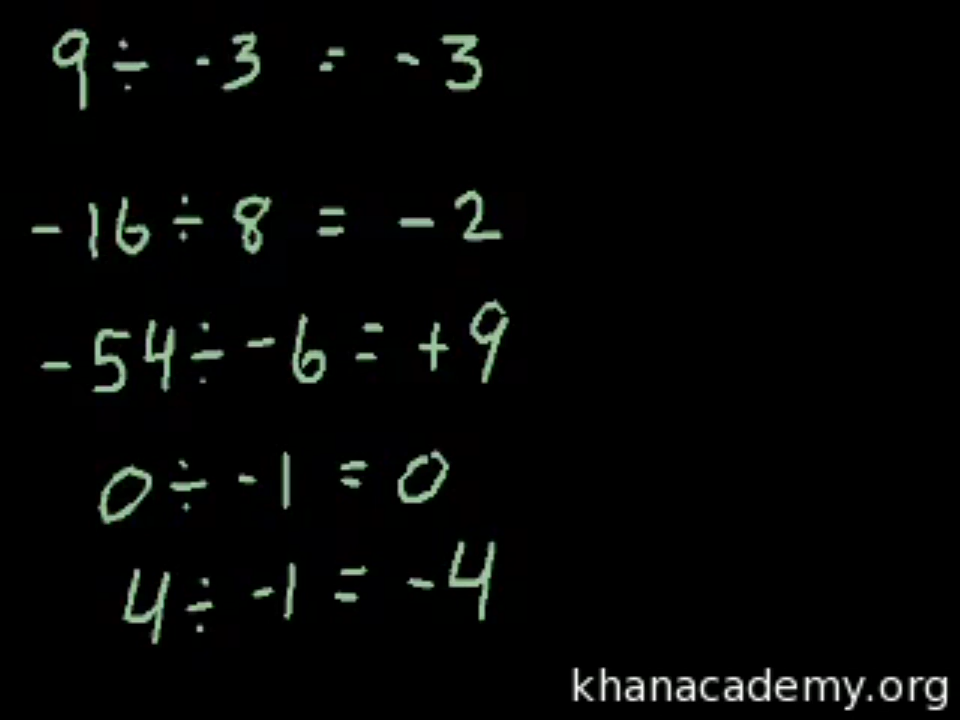 9 ÷ -3 = -3
-16 ÷ 8 = -2
-54 ÷ -6 = +9
0 ÷ -1 = 0
4 ÷ -1 = -4
khanacademy.org